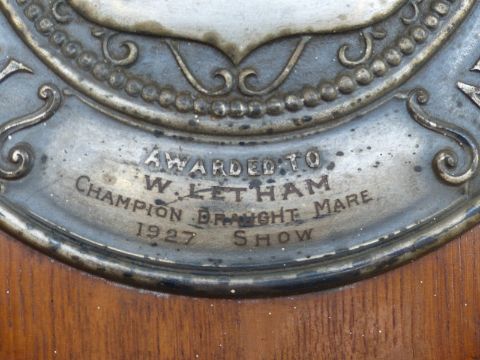 AWARDED TO
W. LETHAM
CHAMPION DRAUGHT MARE
1927 SHOW